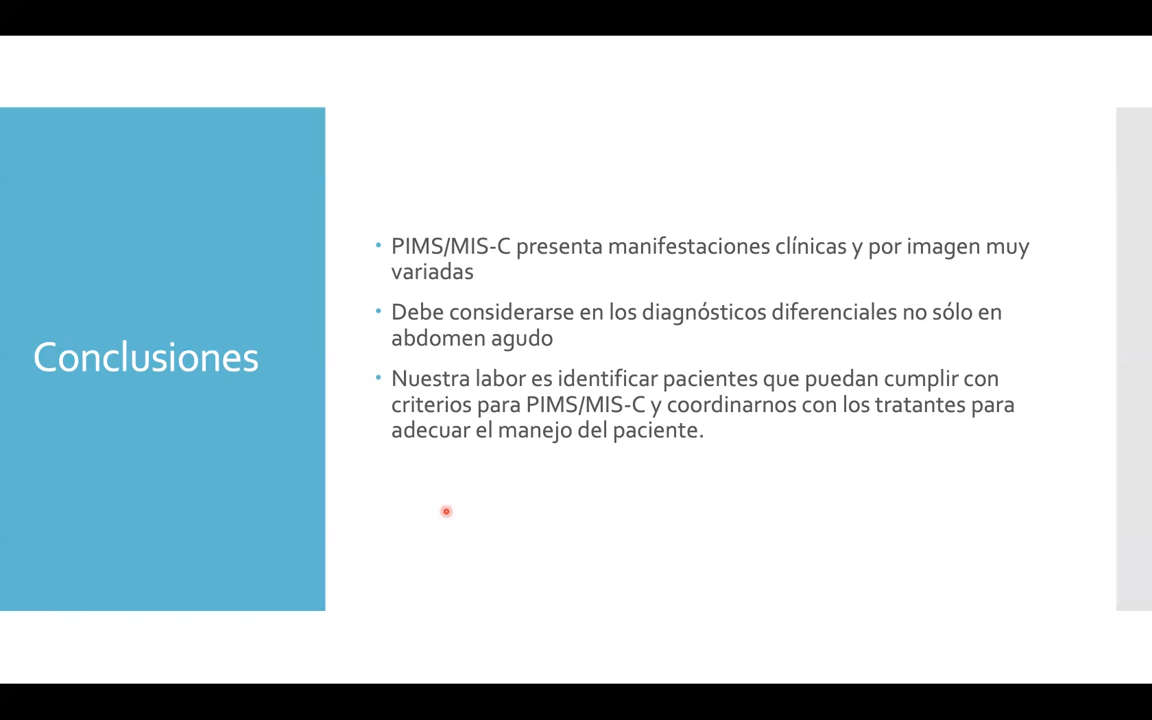 Conclusiones
• PIMS/MIS-C presenta manifestaciones clínicas y por imagen muy
variadas
• Debe considerarse en los diagnósticos diferenciales no sólo en
abdomen agudo
• Nuestra labor es identificar pacientes que puedan cumplir con
criterios para PIMS/MIS-C y coordinarnos con los tratantes para
adecuar el manejo del paciente.